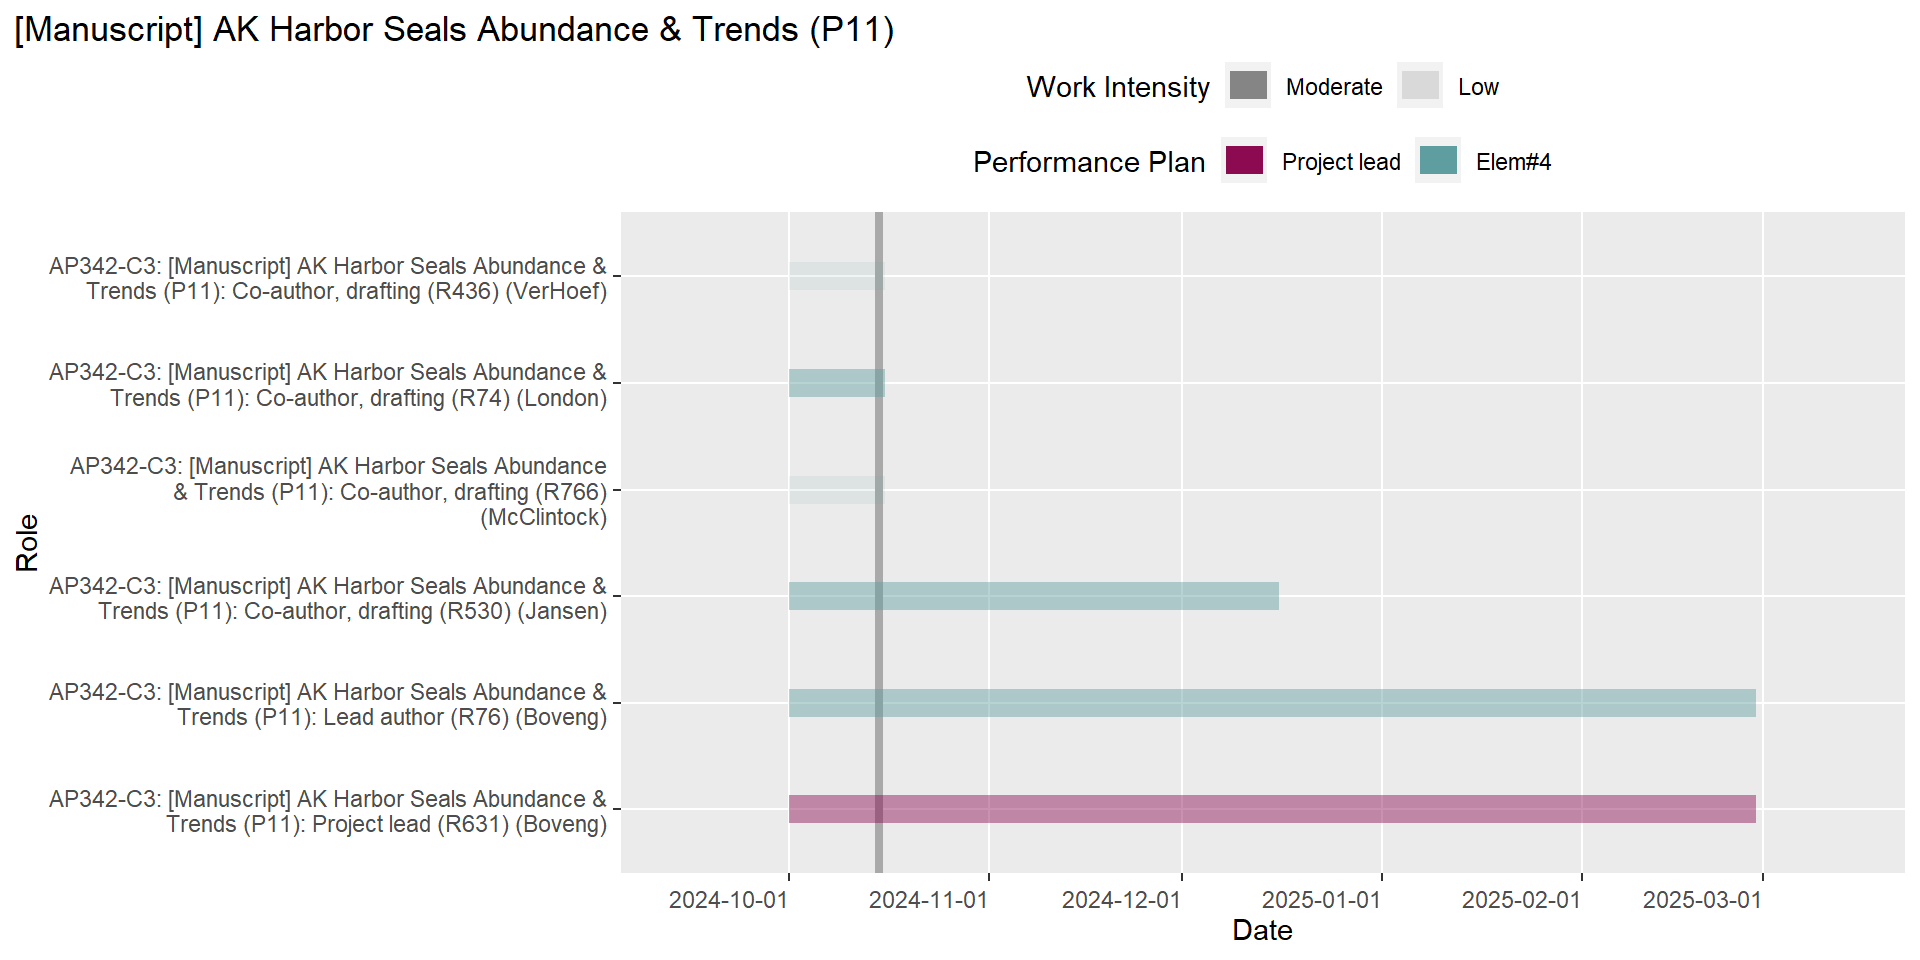 [Manuscript] AK Harbor Seals Abundance & Trends (P11)
Work Intensity Moderate Low
Performance Plan Project lead Elem#4
AP342-C3: [Manuscript] AK Harbor Seals Abundance &
Trends (P11): Co-author, drafting (R436) (VerHoef)
AP342-C3: [Manuscript] AK Harbor Seals Abundance &
Trends (P11): Co-author, drafting (R74) (London)
AP342-C3: [Manuscript] AK Harbor Seals Abundance
& Trends (P11): Co-author, drafting (R766)
(McClintock)
AP342-C3: [Manuscript] AK Harbor Seals Abundance &
Trends (P11): Co-author, drafting (R530) (Jansen)
AP342-C3: [Manuscript] AK Harbor Seals Abundance &
Trends (P11): Lead author (R76) (Boveng)
AP342-C3: [Manuscript] AK Harbor Seals Abundance &
Trends (P11): Project lead (R631) (Boveng)
Role
2024-10-01 2024-11-01 2024-12-01 2025-01-01 2025-02-01 2025-03-01
Date